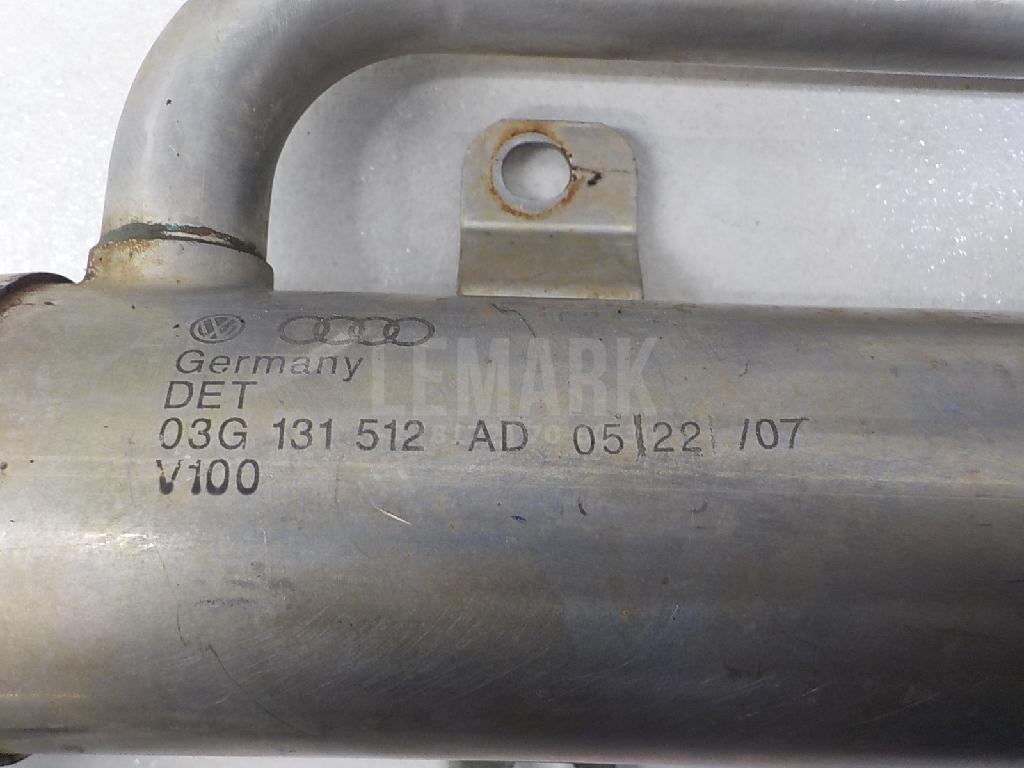 Germany
LEMARK
DET
03G 131 512 AD 05/22/07
V100